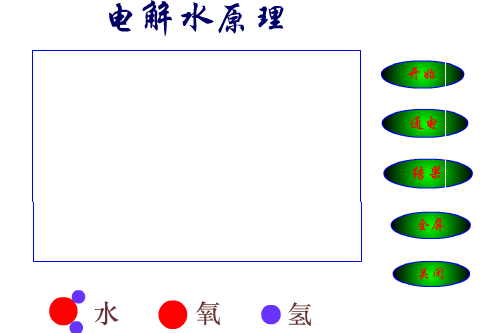 电解水原理
开始
通电
结果
全屏
关闭
水 氧 氢